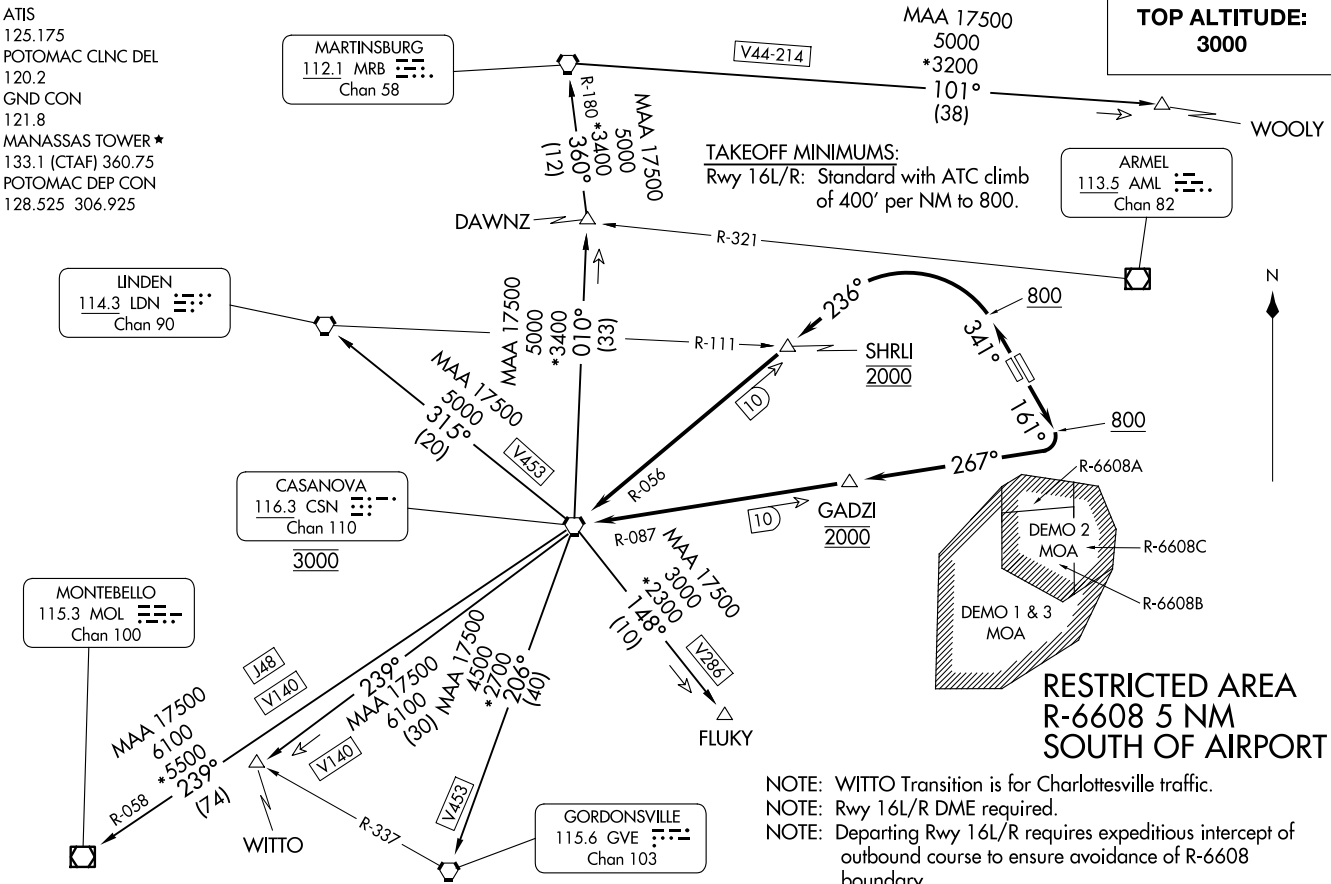 ATIS
125.175
POTOMAC CLNC DEL
120.2
GND CON
121.8
MANASSAS TOWER★
133.1 (CTAF) 360.75
POTOMAC DEP CON
128.525 306.925
MARTINSBURG
112.1 MRB
Chan 58
V44-214
MAA 17500
5000
*3200
101°
(38)
TOP ALTITUDE:
3000
WOOLY
R-180
MAA 17500
5000
*3400
360°
(12)
TAKEOFF MINIMUMS:
Rwy 16L/R: Standard with ATC climb
of 400' per NM to 800.
ARMEL
113.5 AML
Chan 82
DAWNZ
R-321
LINDEN
114.3 LDN
Chan 90
MAA 17500
5000
*3400
010°
(33)
R-111
236°
800
341°
N
SHRLI
2000
10
161°
800
MAA 17500
5000
315°
(20)
V453
R-056
267°
CASANOVA
116.3 CSN
Chan 110
3000
R-087
10
GADZI
2000
R-6608A
DEMO 2
MOA
R-6608C
R-6608B
DEMO 1 & 3
MOA
MONTEBELLO
115.3 MOL
Chan 100
MAA 17500
3000
*2300
148°
(10)
V286
FLUKY
J48
V140
239°
MAA 17500
6100
(30)
V140
MAA 17500
4500
*2700
206°
(40)
V453
MAA 17500
6100
*5500
239°
(74)
R-058
WITTO
R-337
GORDONSVILLE
115.6 GVE
Chan 103
RESTRICTED AREA
R-6608 5 NM
SOUTH OF AIRPORT
NOTE: WITTO Transition is for Charlottesville traffic.
NOTE: Rwy 16L/R DME required.
NOTE: Departing Rwy 16L/R requires expeditious intercept of
outbound course to ensure avoidance of R-6608
boundary.